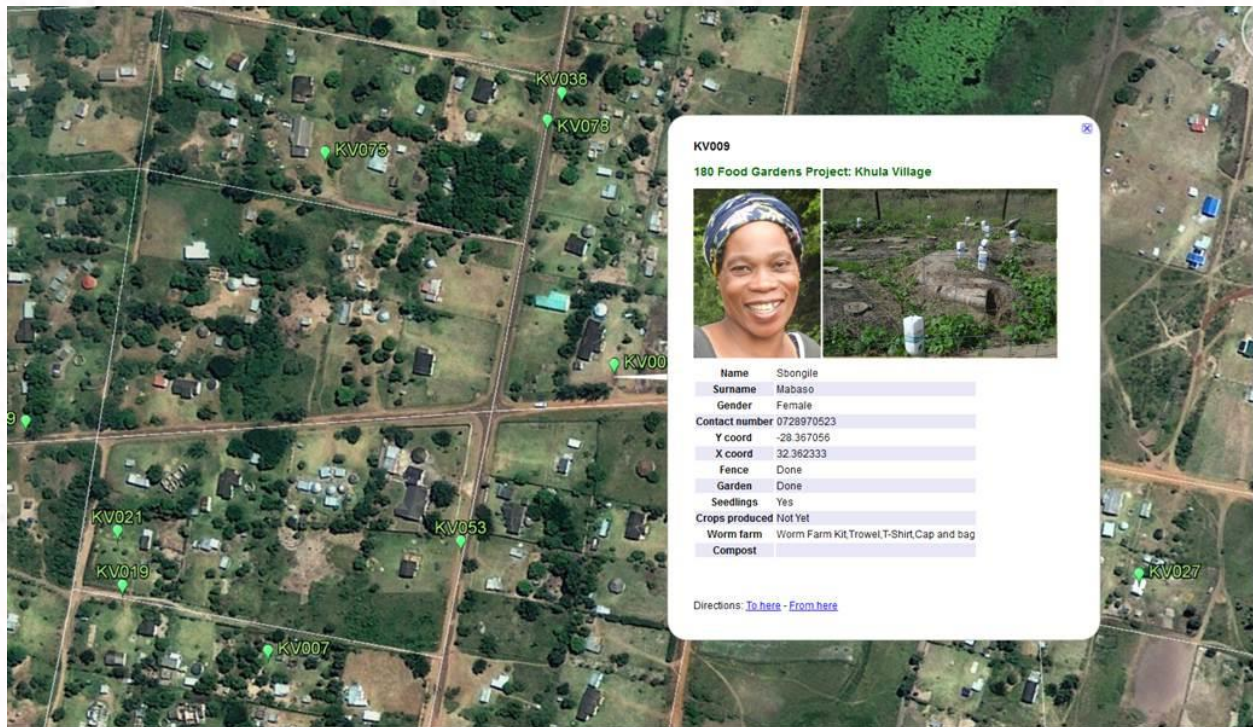 KV038
KV078
KV075
KV00
9
KV021
KV053
KV019
KV007
KV027
KV009
180 Food Gardens Project: Khula Village
Name Sbongile
Surname Mabaso
Gender Female
Contact number 0728970523
Y coord -28.367056
X coord 32.362333
Fence Done
Garden Done
Seedlings Yes
Crops produced Not Yet
Worm farm Worm Farm Kit,Trowel,T-Shirt,Cap and bag
Compost
Directions: To here - From here